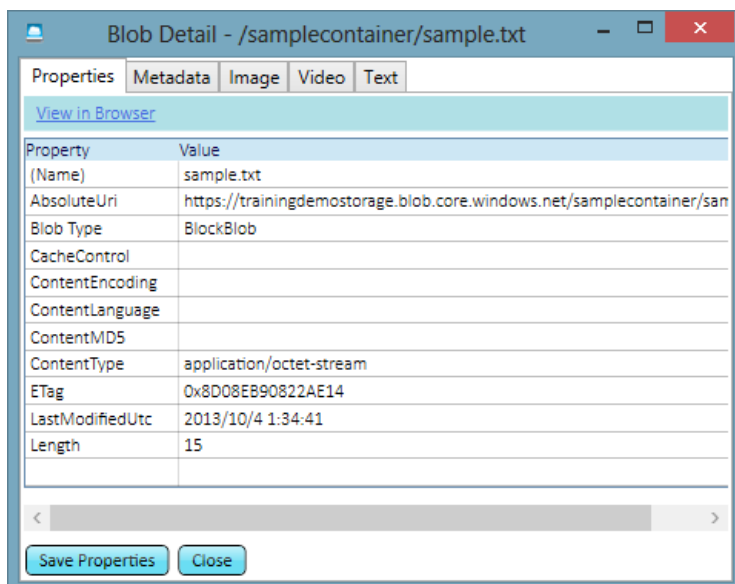 Blob Detail - /samplecontainer/sample.txt
Properties Metadata Image Video Text
View in Browser
Property Value
(Name) sample.txt
AbsoluteUri https://trainingdemostorage.blob.core.windows.net/samplecontainer/sam
Blob Type BlockBlob
CacheControl
ContentEncoding
ContentLanguage
ContentMD5
ContentType application/octet-stream
ETag 0x8D08EB90822AE14
LastModifiedUtc 2013/10/4 1:34:41
Length 15
Save Properties Close